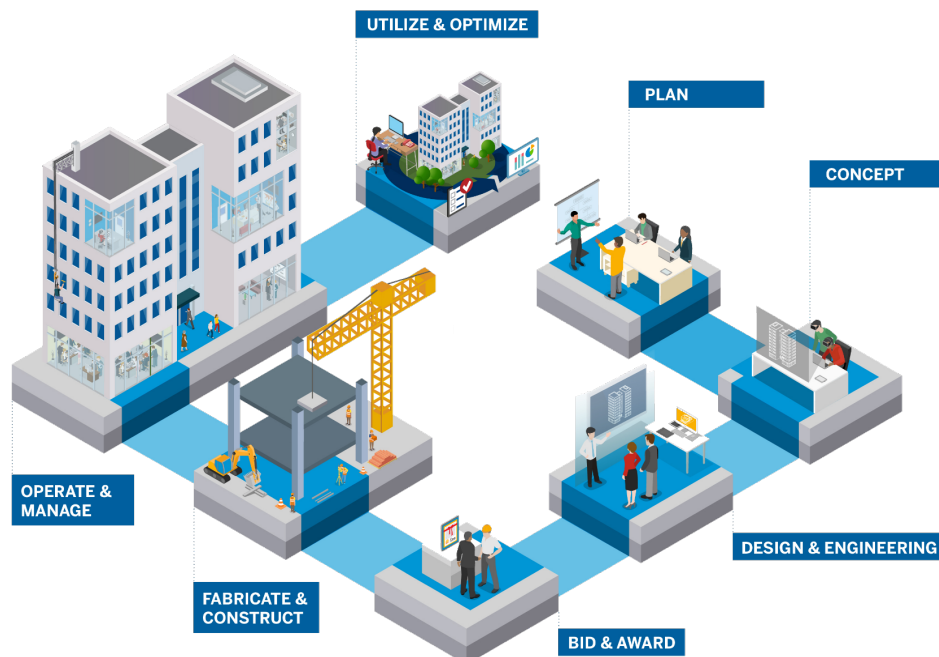 UTILIZE & OPTIMIZE
PLAN
CONCEPT
OPERATE &
MANAGE
DESIGN & ENGINEERING
FABRICATE &
CONSTRUCT
BID & AWARD